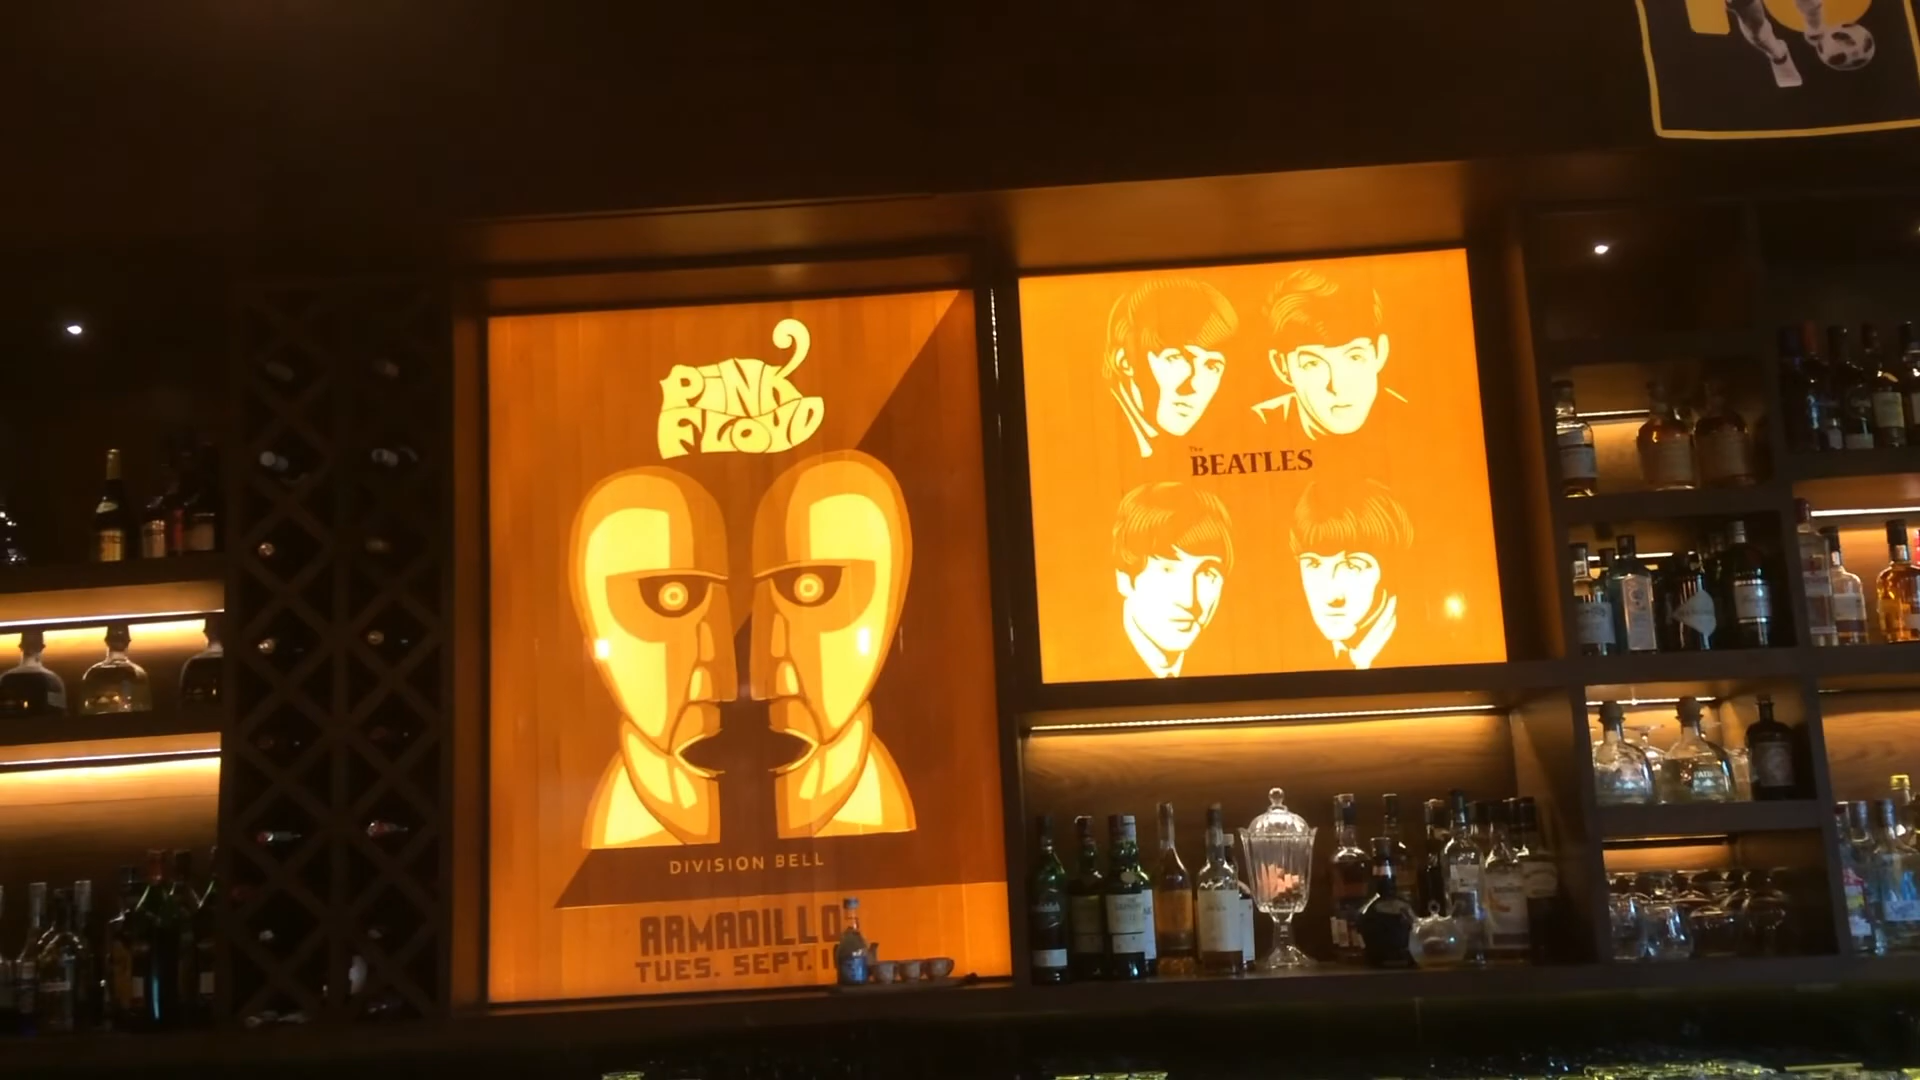 PINK
FLOYD
DIVISION BELL
ARMADILLO
TUES. SEPT.
The
BEATLES